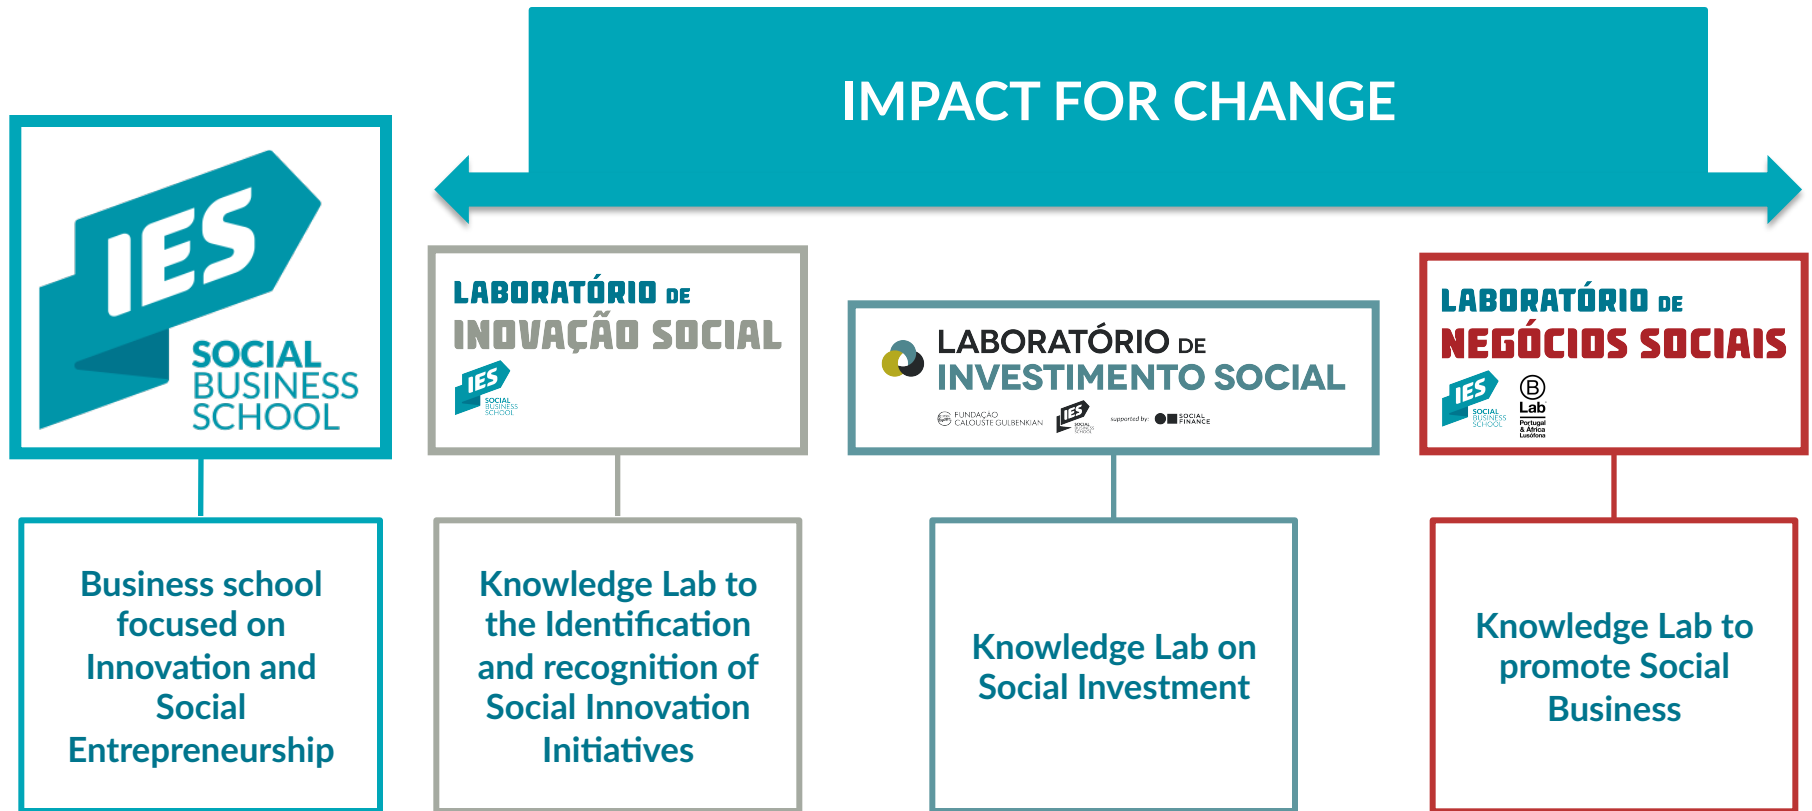 IMPACT FOR CHANGE
IES
SOCIAL
BUSINESS
SCHOOL
LABORATÓRIO DE
INOVAÇÃO SOCIAL
IES
SOCIAL
BUSINESS
SCHOOL
LABORATÓRIO DE
INVESTIMENTO SOCIAL
FUNDAÇÃO
CALOUSTE GULBENKIAN
IES
SOCIAL
BUSINESS
SCHOOL
supported by:
SOCIAL
FINANCE
LABORATÓRIO DE
NEGÓCIOS SOCIAIS
IES
SOCIAL
BUSINESS
SCHOOL
B
Lab
Portugal
& África
Lusófona
Business school
focused on
Innovation and
Social
Entrepreneurship
Knowledge Lab to
the Identification
and recognition of
Social Innovation
Initiatives
Knowledge Lab on
Social Investment
Knowledge Lab to
promote Social
Business